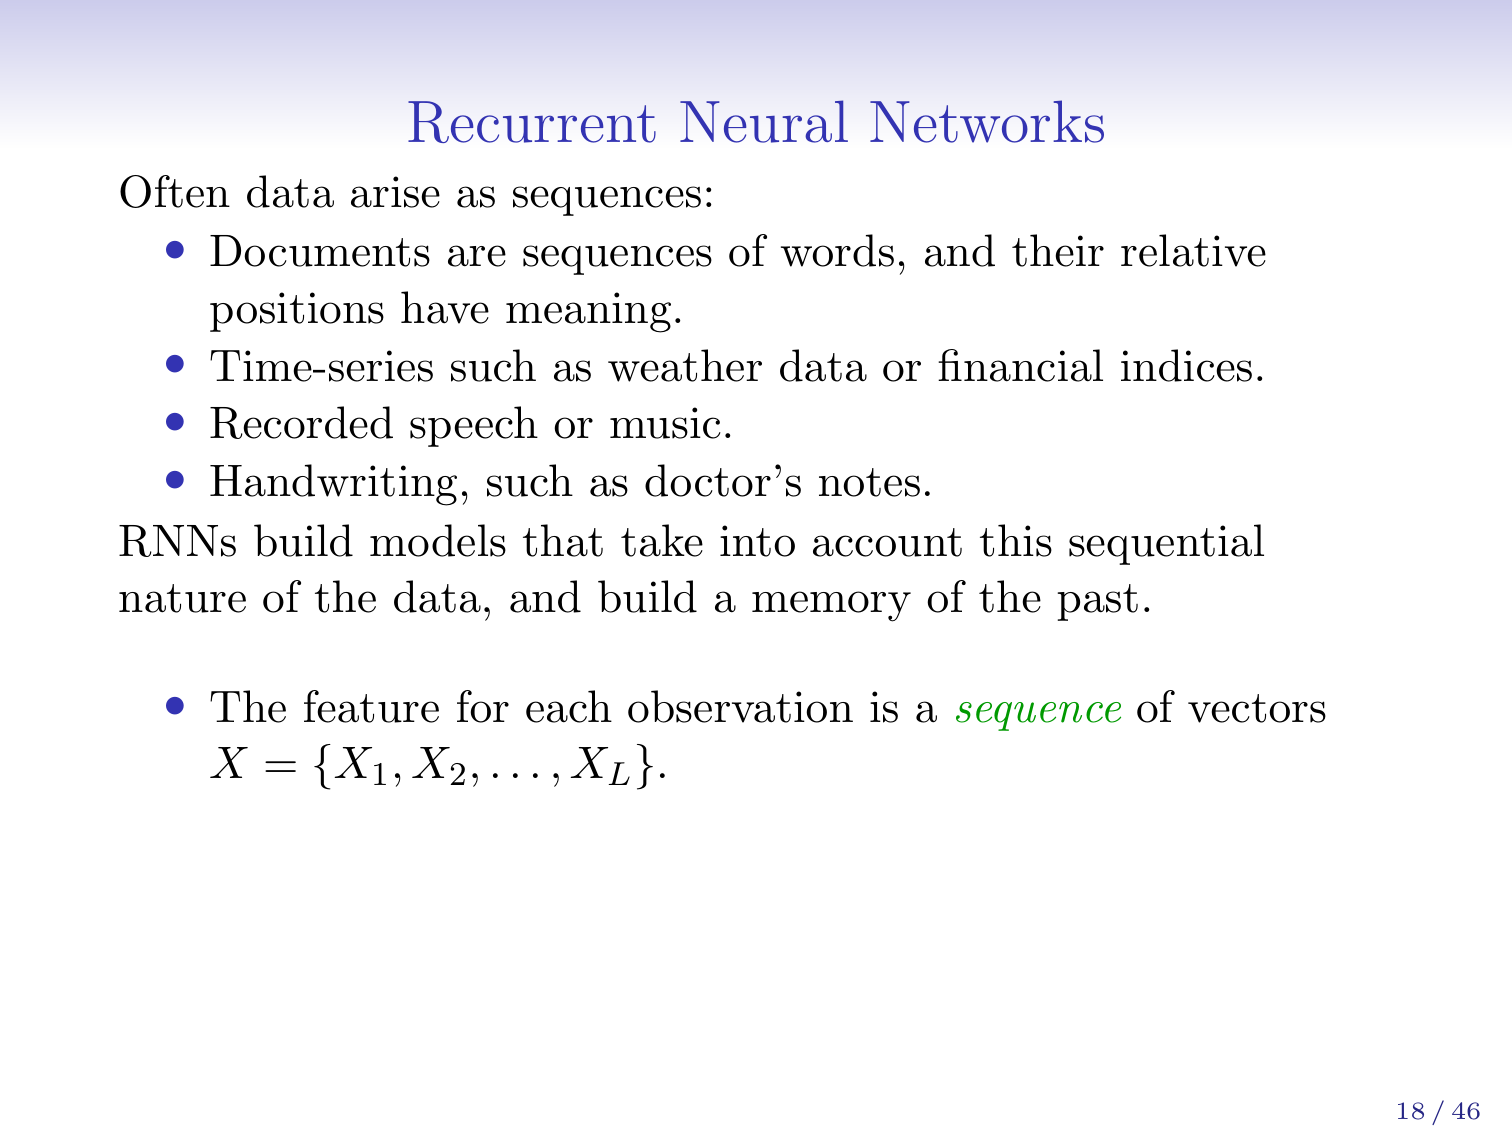 Recurrent Neural Networks
Often data arise as sequences:
• Documents are sequences of words, and their relative
positions have meaning.
• Time-series such as weather data or financial indices.
• Recorded speech or music.
• Handwriting, such as doctor's notes.
RNNs build models that take into account this sequential
nature of the data, and build a memory of the past.
• The feature for each observation is a sequence of vectors
X = {X₁, X₂, . . . , X_L}.
18 / 46